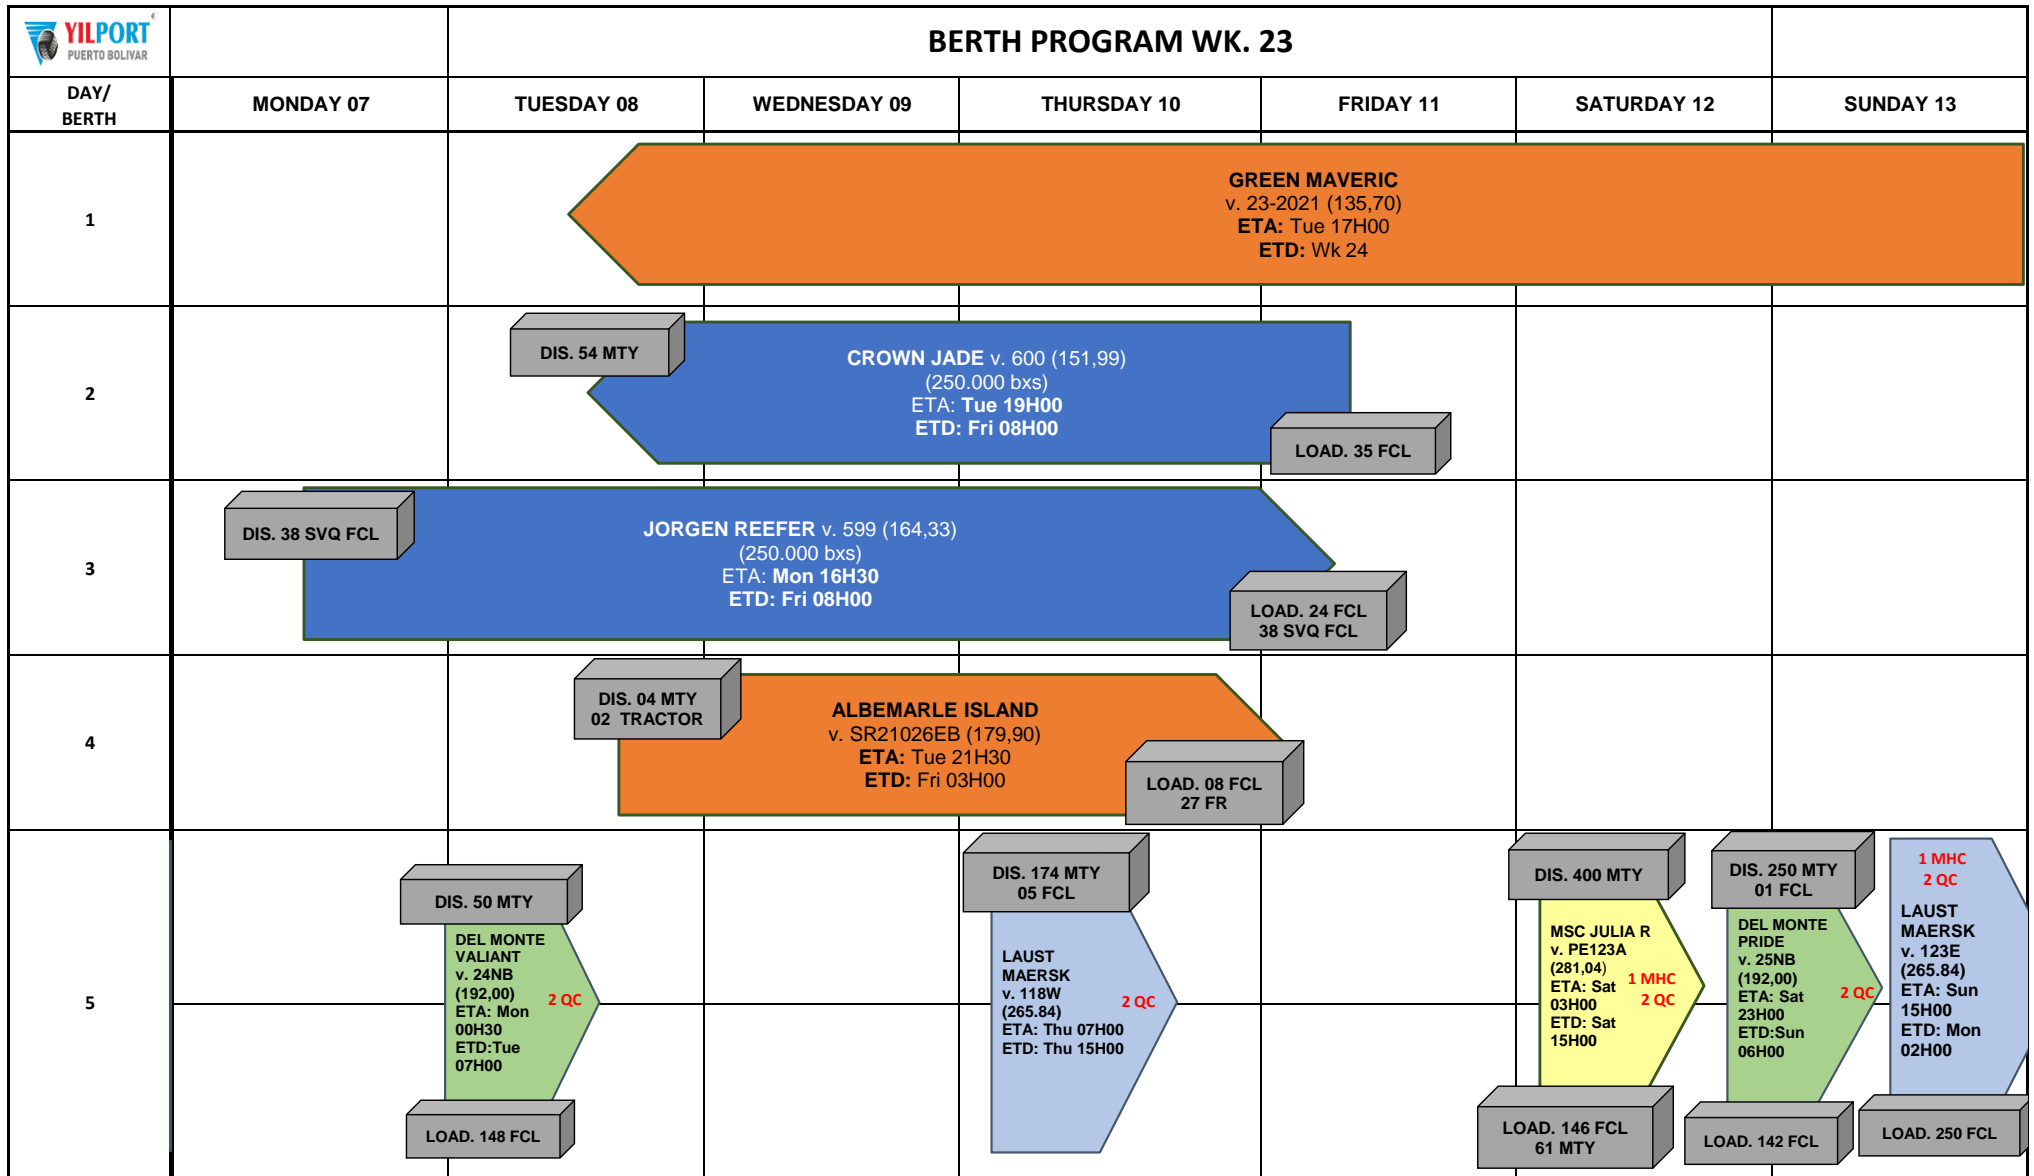 YILPORT
PUERTO BOLIVAR
BERTH PROGRAM WK. 23
DAY/
BERTH
MONDAY 07
TUESDAY 08
WEDNESDAY 09
THURSDAY 10
FRIDAY 11
SATURDAY 12
SUNDAY 13
1
GREEN MAVERIC
v. 23-2021 (135,70)
ETA: Tue 17H00
ETD: Wk 24
2
DIS. 54 MTY
CROWN JADE v. 600 (151,99)
(250.000 bxs)
ETA: Tue 19H00
ETD: Fri 08H00
LOAD. 35 FCL
3
DIS. 38 SVQ FCL
JORGEN REEFER v. 599 (164,33)
(250.000 bxs)
ETA: Mon 16H30
ETD: Fri 08H00
LOAD. 24 FCL
38 SVQ FCL
4
DIS. 04 MTY
02 TRACTOR
ALBEMARLE ISLAND
v. SR21026EB (179,90)
ETA: Tue 21H30
ETD: Fri 03H00
LOAD. 08 FCL
27 FR
5
DIS. 50 MTY
DEL MONTE
VALIANT
v. 24NB
(192,00)
ETA: Mon
00H30
ETD:Tue
07H00
2 QC
LOAD. 148 FCL
DIS. 174 MTY
05 FCL
LAUST
MAERSK
v. 118W
(265.84)
ETA: Thu 07H00
ETD: Thu 15H00
2 QC
DIS. 400 MTY
MSC JULIA R
v. PE123A
(281,04)
ETA: Sat
03H00
ETD: Sat
15H00
1 MHC
2 QC
LOAD. 146 FCL
61 MTY
DIS. 250 MTY
01 FCL
DEL MONTE
PRIDE
v. 25NB
(192,00)
ETA: Sat
23H00
ETD:Sun
06H00
2 QC
LOAD. 142 FCL
1 MHC
2 QC
LAUST
MAERSK
v. 123E
(265.84)
ETA: Sun
15H00
ETD: Mon
02H00
LOAD. 250 FCL